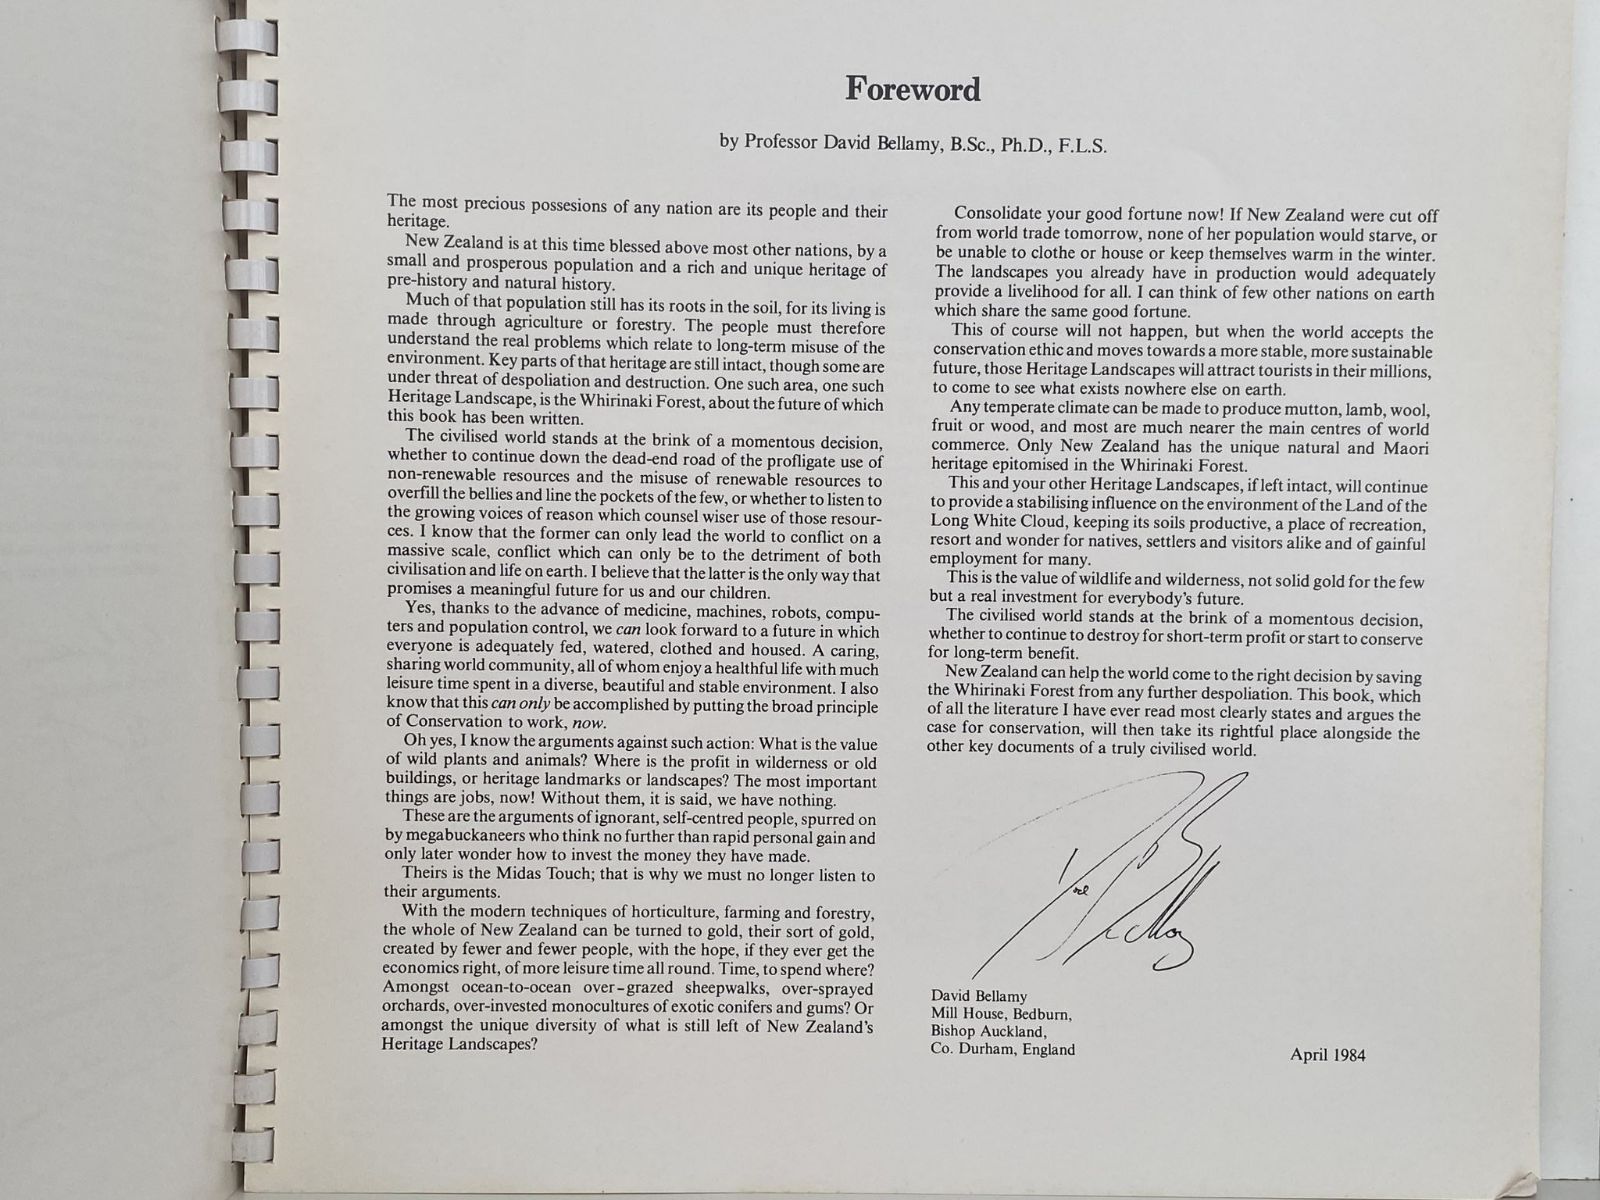 Foreword
by Professor David Bellamy, B.Sc., Ph.D., F.L.S.
The most precious possesions of any nation are its people and their
heritage.
New Zealand is at this time blessed above most other nations, by a
small and prosperous population and a rich and unique heritage of
pre-history and natural history.
Much of that population still has its roots in the soil, for its living is
made through agriculture or forestry. The people must therefore
understand the real problems which relate to long-term misuse of the
environment. Key parts of that heritage are still intact, though some are
under threat of despoliation and destruction. One such area, one such
Heritage Landscape, is the Whirinaki Forest, about the future of which
this book has been written.
The civilised world stands at the brink of a momentous decision,
whether to continue down the dead-end road of the profligate use of
non-renewable resources and the misuse of renewable resources to
overfill the bellies and line the pockets of the few, or whether to listen to
the growing voices of reason which counsel wiser use of those resour-
ces. I know that the former can only lead the world to conflict on a
massive scale, conflict which can only be to the detriment of both
civilisation and life on earth. I believe that the latter is the only way that
promises a meaningful future for us and our children.
Yes, thanks to the advance of medicine, machines, robots, compu-
ters and population control, we can look forward to a future in which
everyone is adequately fed, watered, clothed and housed. A caring,
sharing world community, all of whom enjoy a healthful life with much
leisure time spent in a diverse, beautiful and stable environment. I also
know that this can only be accomplished by putting the broad principle
of Conservation to work, now.
Oh yes, I know the arguments against such action: What is the value
of wild plants and animals? Where is the profit in wilderness or old
buildings, or heritage landmarks or landscapes? The most important
things are jobs, now! Without them, it is said, we have nothing.
These are the arguments of ignorant, self-centred people, spurred on
by megabuckaneers who think no further than rapid personal gain and
only later wonder how to invest the money they have made.
Theirs is the Midas Touch; that is why we must no longer listen to
their arguments.
With the modern techniques of horticulture, farming and forestry,
the whole of New Zealand can be turned to gold, their sort of gold,
created by fewer and fewer people, with the hope, if they ever get the
economics right, of more leisure time all round. Time, to spend where?
Amongst ocean-to-ocean over-grazed sheepwalks, over-sprayed
orchards, over-invested monocultures of exotic conifers and gums? Or
amongst the unique diversity of what is still left of New Zealand's
Heritage Landscapes?
Consolidate your good fortune now! If New Zealand were cut off
from world trade tomorrow, none of her population would starve, or
be unable to clothe or house or keep themselves warm in the winter.
The landscapes you already have in production would adequately
provide a livelihood for all. I can think of few other nations on earth
which share the same good fortune.
This of course will not happen, but when the world accepts the
conservation ethic and moves towards a more stable, more sustainable
future, those Heritage Landscapes will attract tourists in their millions,
to come to see what exists nowhere else on earth.
Any temperate climate can be made to produce mutton, lamb, wool,
fruit or wood, and most are much nearer the main centres of world
commerce. Only New Zealand has the unique natural and Maori
heritage epitomised in the Whirinaki Forest.
This and your other Heritage Landscapes, if left intact, will continue
to provide a stabilising influence on the environment of the Land of the
Long White Cloud, keeping its soils productive, a place of recreation,
resort and wonder for natives, settlers and visitors alike and of gainful
employment for many.
This is the value of wildlife and wilderness, not solid gold for the few
but a real investment for everybody's future.
The civilised world stands at the brink of a momentous decision,
whether to continue to destroy for short-term profit or start to conserve
for long-term benefit.
New Zealand can help the world come to the right decision by saving
the Whirinaki Forest from any further despoliation. This book, which
of all the literature I have ever read most clearly states and argues the
case for conservation, will then take its rightful place alongside the
other key documents of a truly civilised world.
David Bellamy
Mill House, Bedburn,
Bishop Auckland,
Co. Durham, England
April 1984